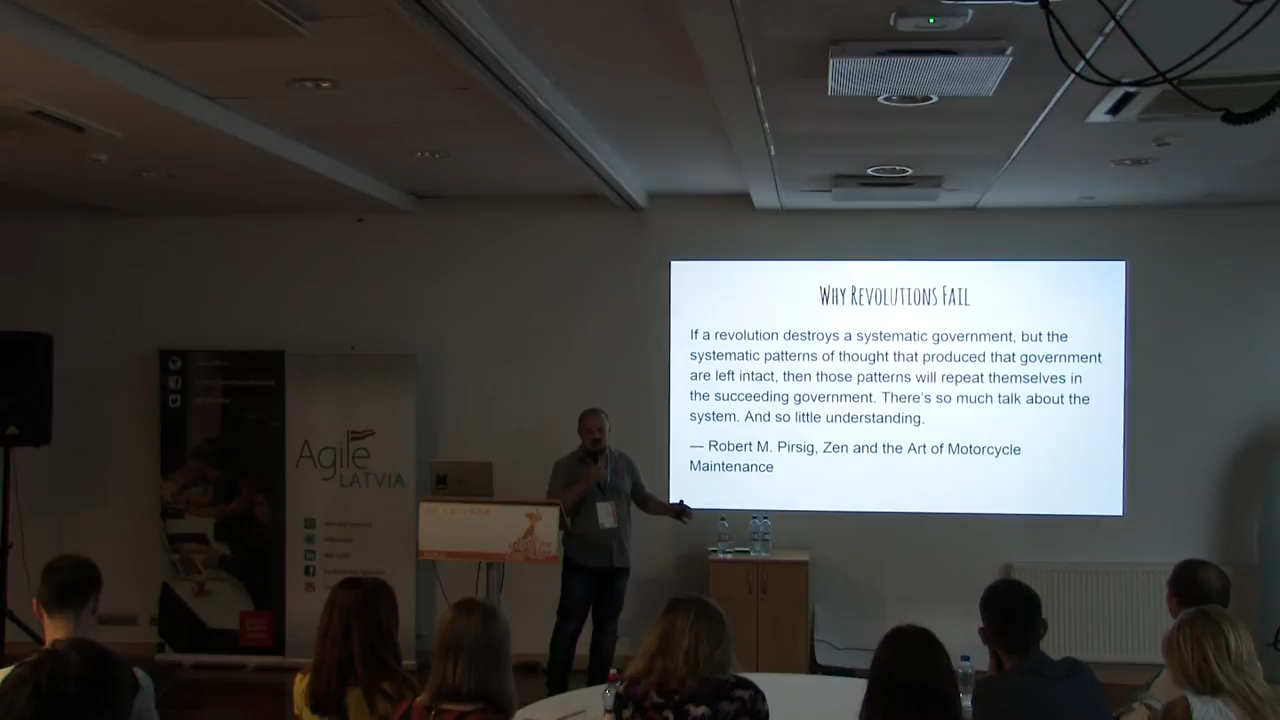 WHY REVOLUTIONS FAIL
If a revolution destroys a systematic government, but the
systematic patterns of thought that produced that government
are left intact, then those patterns will repeat themselves in
the succeeding government. There's so much talk about the
system. And so little understanding.
— Robert M. Pirsig, Zen and the Art of Motorcycle
Maintenance
Agile
LATVIA